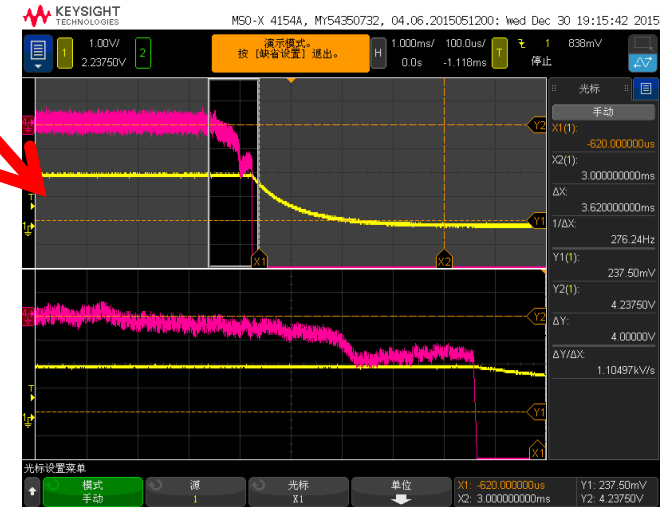 KEYSIGHT
TECHNOLOGIES
MSO-X 4154A, MY54350732, 04.06.2015051200: Wed Dec 30 19:15:42 2015
1
1.00V/
2.23750V
2
演示模式。
按 [缺省设置] 退出。
H
1.000ms/
0.0s
100.0us/
-1.118ms
T
1
838mV
停止
光标
手动
X1(1):
-620.000000us
X2(1):
3.000000000ms
ΔX:
3.620000000ms
1/ΔX:
276.24Hz
Y1(1):
237.50mV
Y2(1):
4.23750V
ΔY:
4.00000V
ΔY/ΔX:
1.10497kV/s
Y2
T
Y1
X1
X2
Y2
T
Y1
X1
光标设置菜单
模式
手动
源
1
光标
X1
单位
X1: -620.000000us
X2: 3.000000000ms
Y1: 237.50mV
Y2: 4.23750V